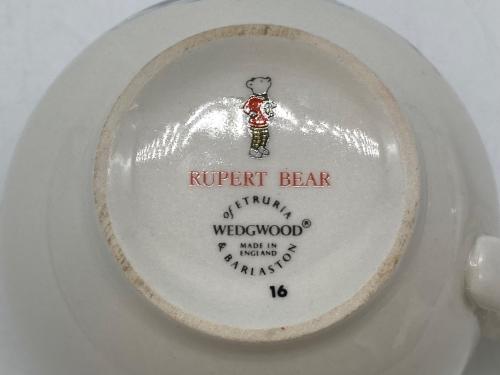 RUPERT BEAR
of ETRURIA
WEDGWOOD®
MADE IN
ENGLAND
& BARLASTON
16